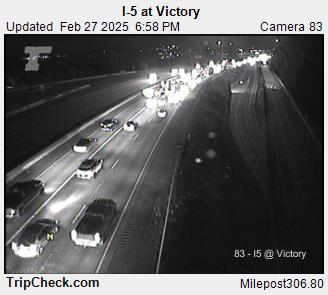 I-5 at Victory
Updated  Feb 27 2025  6:58 PM
Camera 83
T
N
83 - I5 @ Victory
TripCheck.com
Milepost306.80